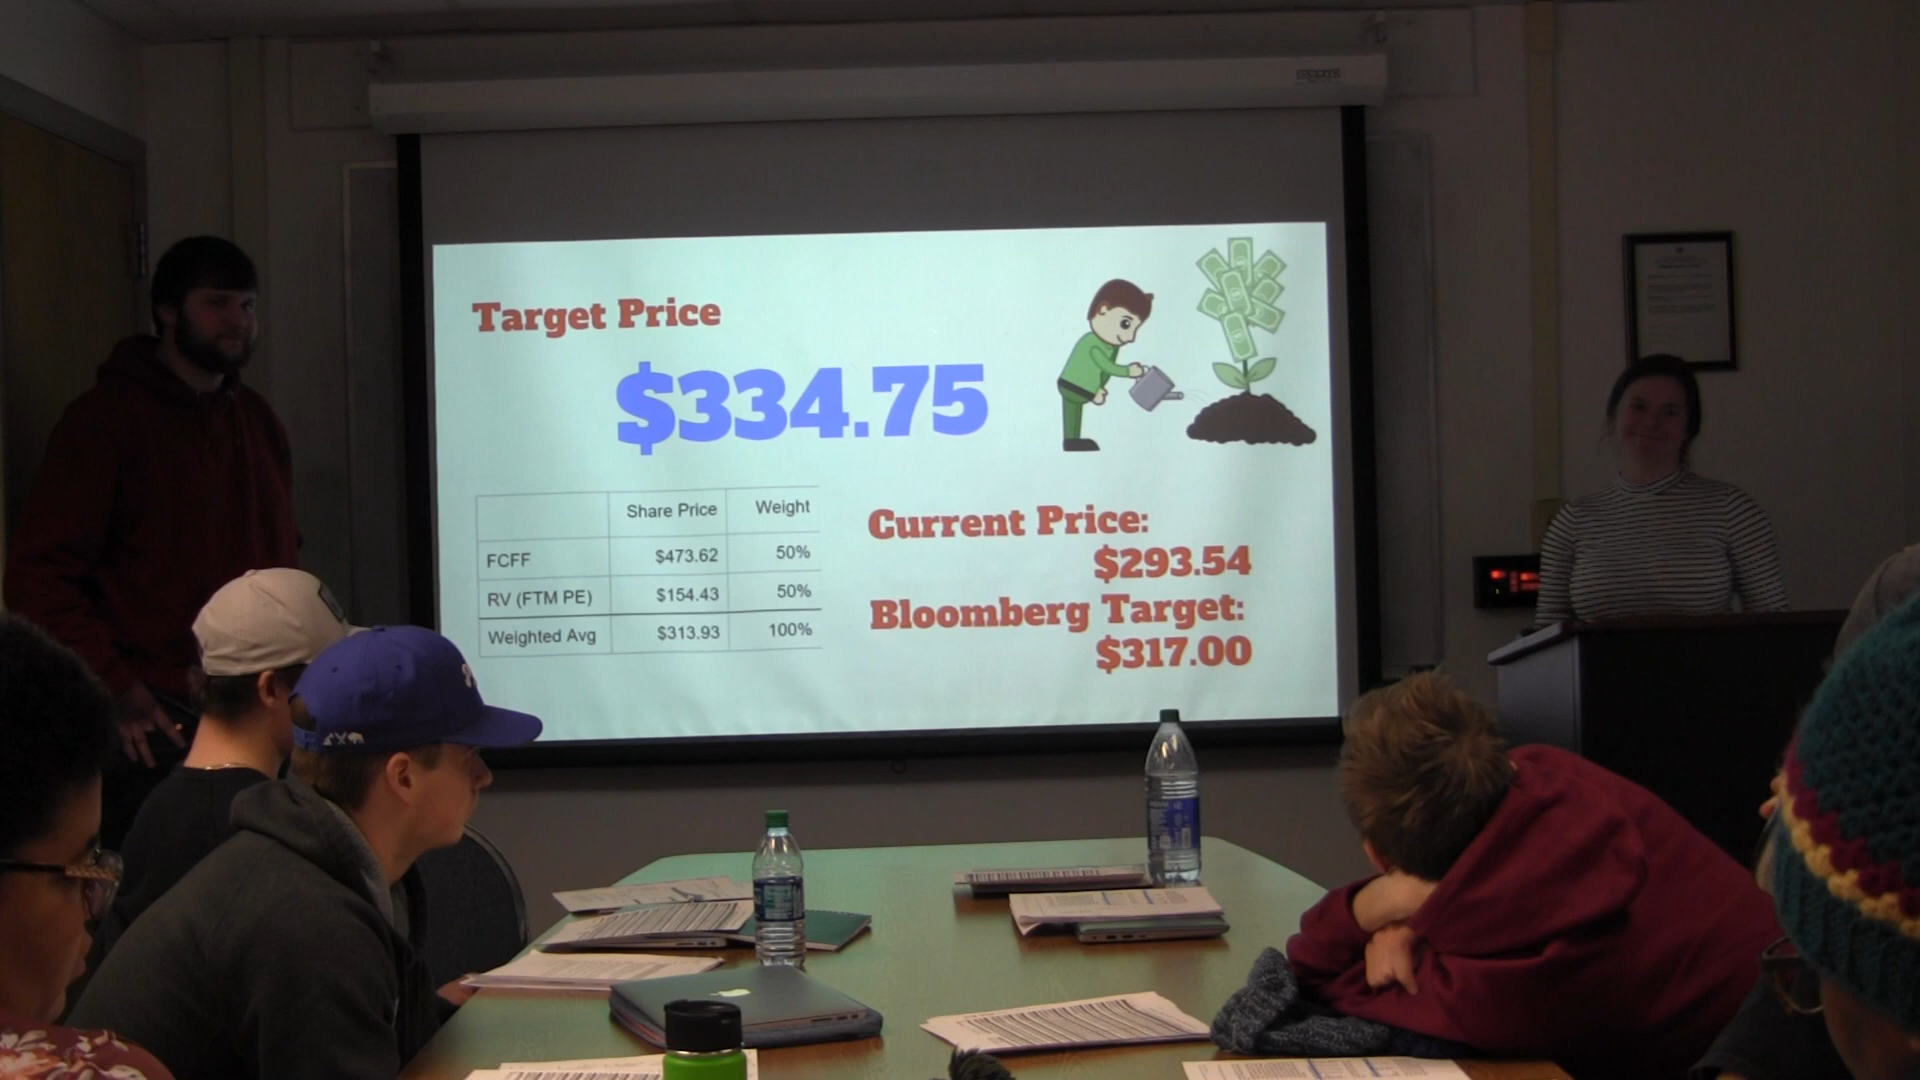 Target Price
$334.75
Share Price Weight
FCFF $473.62 50%
RV (FTM PE) $154.43 50%
Weighted Avg $313.93 100%
Current Price:
$293.54
Bloomberg Target:
$317.00